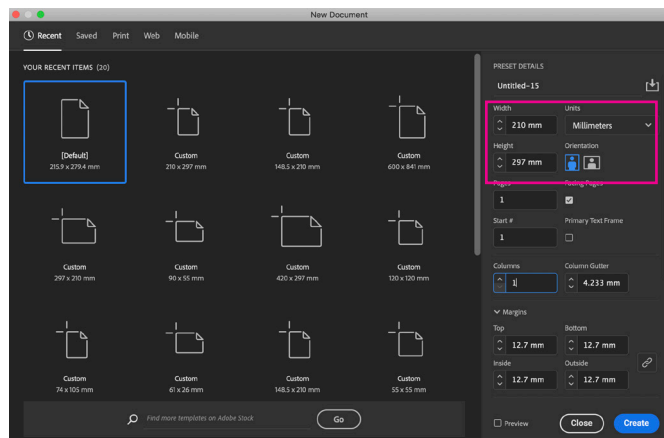 New Document
Recent Saved Print Web Mobile
YOUR RECENT ITEMS (20)
[Default]
215.9 x 279.4 mm
Custom
210 x 297 mm
Custom
148.5 x 210 mm
Custom
600 x 841 mm
Custom
297 x 210 mm
Custom
90 x 55 mm
Custom
420 x 297 mm
Custom
120 x 120 mm
Custom
74 x 105 mm
Custom
61 x 26 mm
Custom
148.5 x 210 mm
Custom
55 x 55 mm
Find more templates on Adobe Stock Go
PRESET DETAILS
Untitled-15
Width Units
210 mm Millimeters
Height Orientation
297 mm
Pages Facing Pages
1
Start # Primary Text Frame
1
Columns Column Gutter
1 4.233 mm
Margins
Top Bottom
12.7 mm 12.7 mm
Inside Outside
12.7 mm 12.7 mm
Preview Close Create